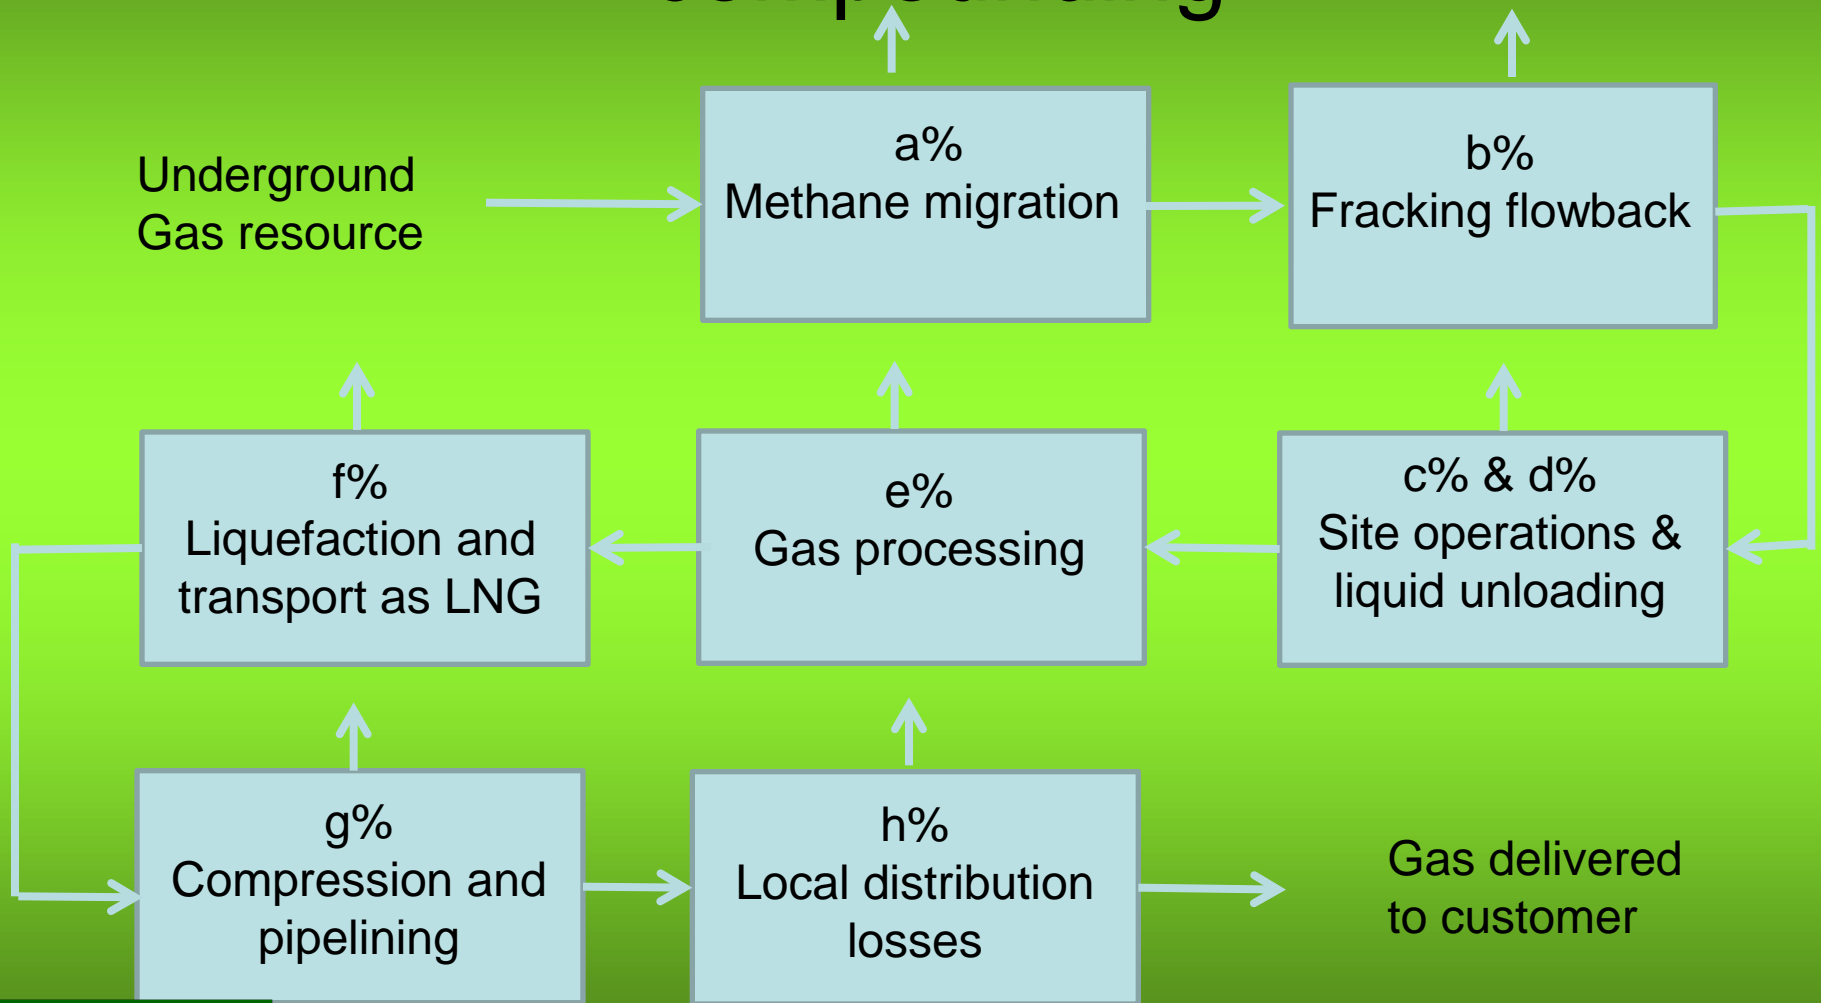 compounding
Underground
Gas resource
a%
Methane migration
b%
Fracking flowback
f%
Liquefaction and
transport as LNG
e%
Gas processing
c% & d%
Site operations &
liquid unloading
g%
Compression and
pipelining
h%
Local distribution
losses
Gas delivered
to customer